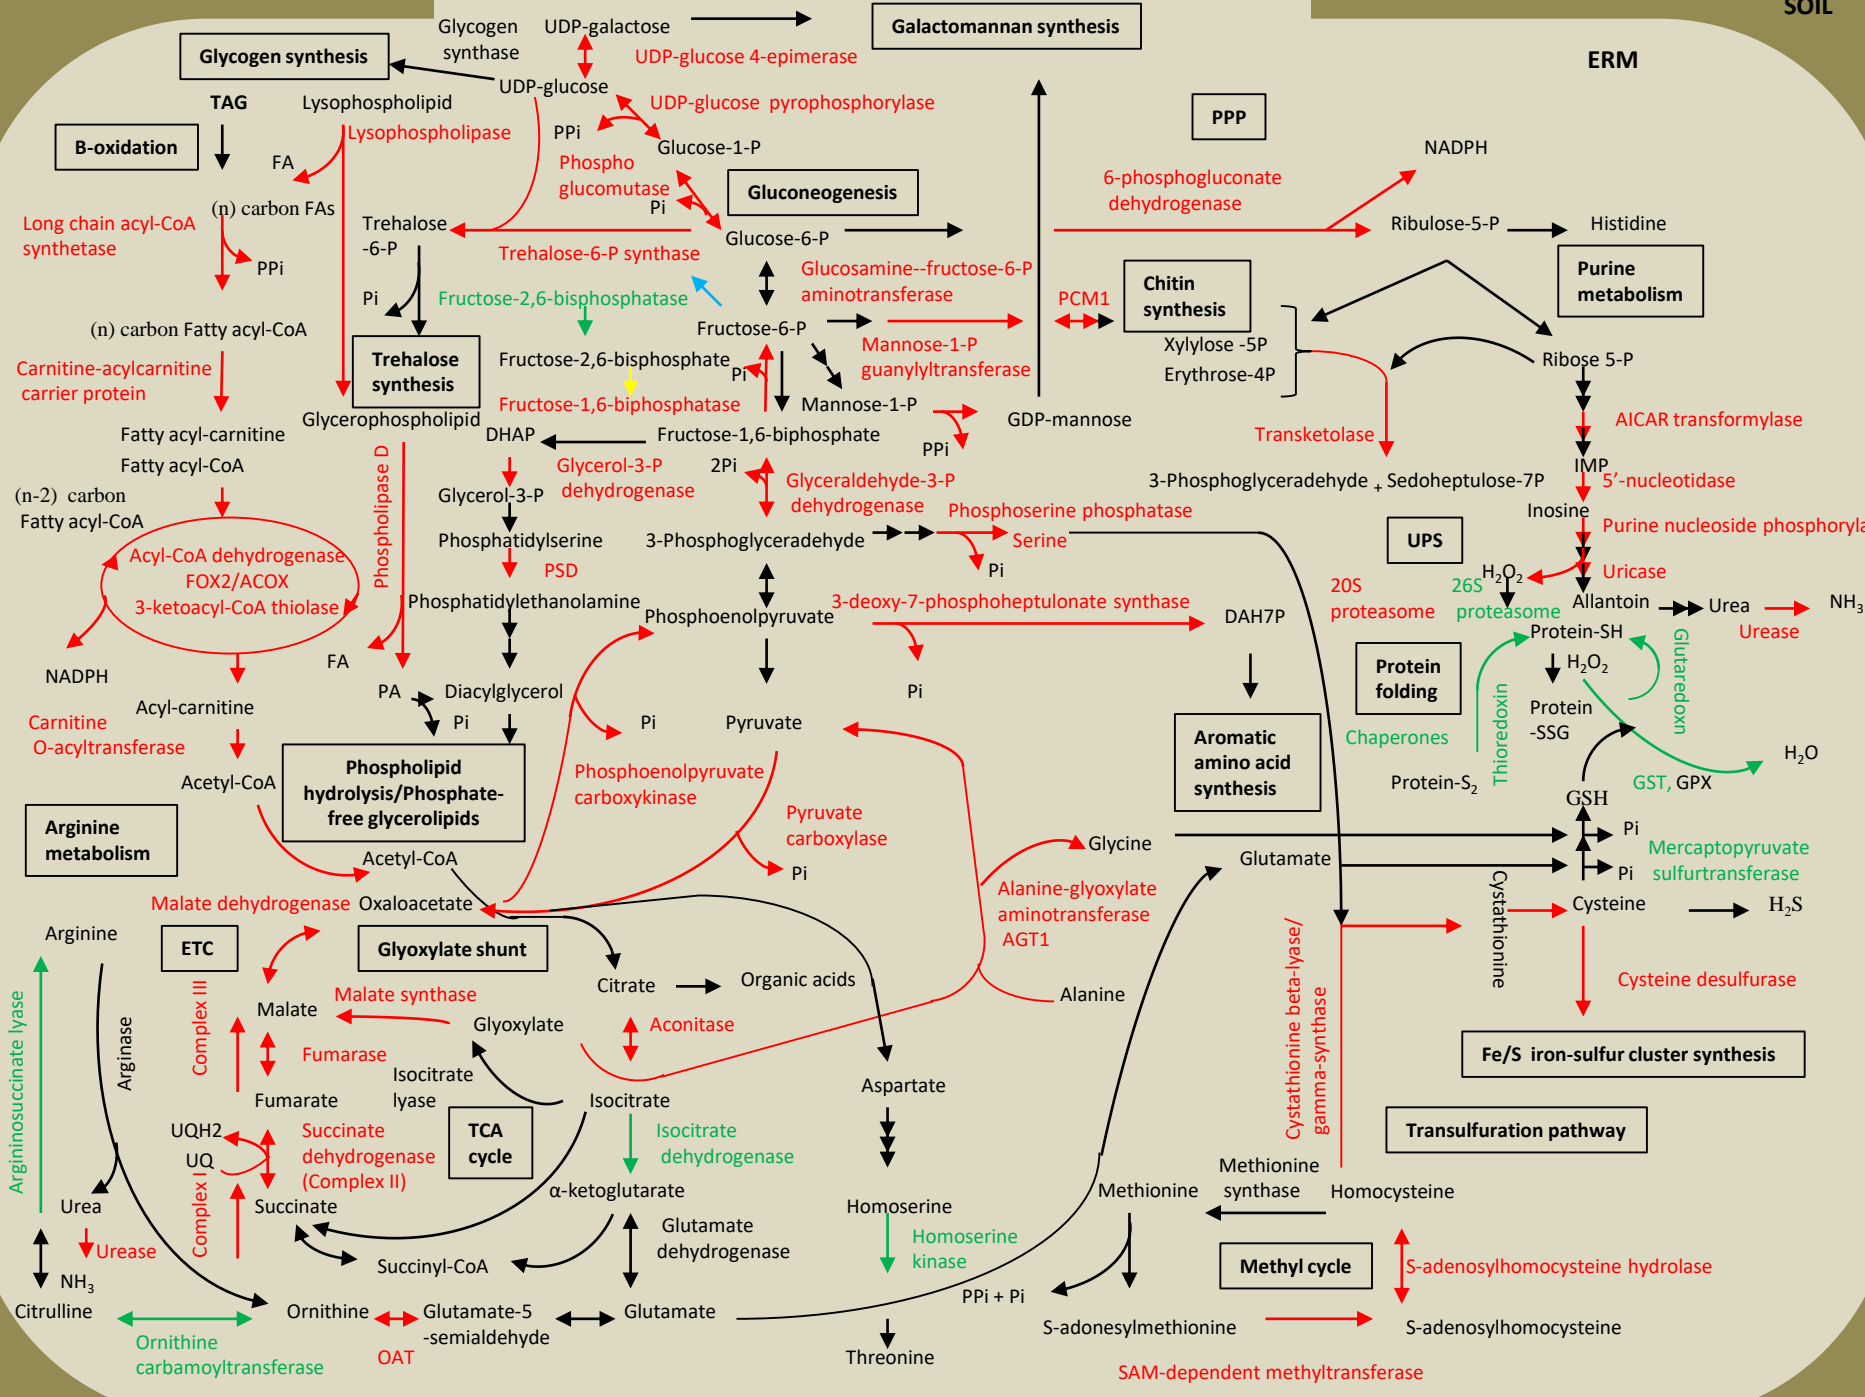 SOIL
ERM
Glycogen
synthase
UDP-galactose
Galactomannan synthesis
Glycogen synthesis
UDP-glucose 4-epimerase
UDP-glucose
TAG
Lysophospholipid
UDP-glucose pyrophosphorylase
PPP
B-oxidation
Lysophospholipase
PPi
Glucose-1-P
NADPH
FA
Phospho
glucomutase
Pi
Gluconeogenesis
6-phosphogluconate
dehydrogenase
(n) carbon FAs
Long chain acyl-CoA
synthetase
PPi
Trehalose
-6-P
Glucose-6-P
Ribulose-5-P
Histidine
Trehalose-6-P synthase
Glucosamine--fructose-6-P
aminotransferase
Purine
metabolism
Chitin
synthesis
PCM1
Pi
Fructose-2,6-bisphosphatase
(n) carbon Fatty acyl-CoA
Fructose-6-P
Trehalose
synthesis
Fructose-2,6-bisphosphate
Pi
Mannose-1-P
guanylyltransferase
Xylylose -5P
Erythrose-4P
Ribose 5-P
Carnitine-acylcarnitine
carrier protein
Fructose-1,6-biphosphatase
Mannose-1-P
GDP-mannose
AICAR transformylase
Glycerophospholipid
DHAP
Fructose-1,6-biphosphate
PPi
Transketolase
Fatty acyl-carnitine
Fatty acyl-CoA
2Pi
Glycerol-3-P
dehydrogenase
Glyceraldehyde-3-P
dehydrogenase
IMP
3-Phosphoglyceradehyde + Sedoheptulose-7P
5’-nucleotidase
(n-2) carbon
Fatty acyl-CoA
Phospholipase D
Glycerol-3-P
Phosphoserine phosphatase
Inosine
Purine nucleoside phosphoryla
Phosphatidylserine
3-Phosphoglyceradehyde
Serine
UPS
Acyl-CoA dehydrogenase
FOX2/ACOX
3-ketoacyl-CoA thiolase
PSD
Pi
H2O2
Uricase
20S
proteasome
26S
proteasome
Phosphatidylethanolamine
Phosphoenolpyruvate
3-deoxy-7-phosphoheptulonate synthase
DAH7P
Allantoin
Urea
NH3
Urease
Protein-SH
H2O2
Glutaredoxn
NADPH
FA
Protein
folding
PA
Diacylglycerol
Pi
Pi
Pi
Pyruvate
Acyl-carnitine
Protein
-SSG
Thioredoxin
Chaperones
Carnitine
O-acyltransferase
Aromatic
amino acid
synthesis
H2O
Acetyl-CoA
Phospholipid
hydrolysis/Phosphate-
free glycerolipids
Phosphoenolpyruvate
carboxykinase
Protein-S2
GST, GPX
GSH
Arginine
metabolism
Pyruvate
carboxylase
Pi
Glycine
Glutamate
Pi
Mercaptopyruvate
sulfurtransferase
Pi
Acetyl-CoA
Malate dehydrogenase
Oxaloacetate
Alanine-glyoxylate
aminotransferase
AGT1
Cystathionine
Cysteine
H2S
Arginine
ETC
Glyoxylate shunt
Citrate
Organic acids
Alanine
Cysteine desulfurase
Malate synthase
Malate
Complex III
Glyoxylate
Aconitase
Cystathionine beta-lyase/
gamma-synthase
Fe/S iron-sulfur cluster synthesis
Argininosuccinate lyase
Arginase
Fumarase
Isocitrate
lyase
Aspartate
Fumarate
Isocitrate
UQH2
UQ
Succinate
dehydrogenase
(Complex II)
TCA
cycle
Isocitrate
dehydrogenase
Transulfuration pathway
Complex I
Methionine
synthase
Urea
Succinate
α-ketoglutarate
Homoserine
Methionine
Homocysteine
Urease
Glutamate
dehydrogenase
Homoserine
kinase
Methyl cycle
S-adenosylhomocysteine hydrolase
Succinyl-CoA
NH3
PPi + Pi
Citrulline
Ornithine
Glutamate-5
-semialdehyde
Glutamate
S-adonesylmethionine
S-adenosylhomocysteine
Ornithine
carbamoyltransferase
OAT
Threonine
SAM-dependent methyltransferase